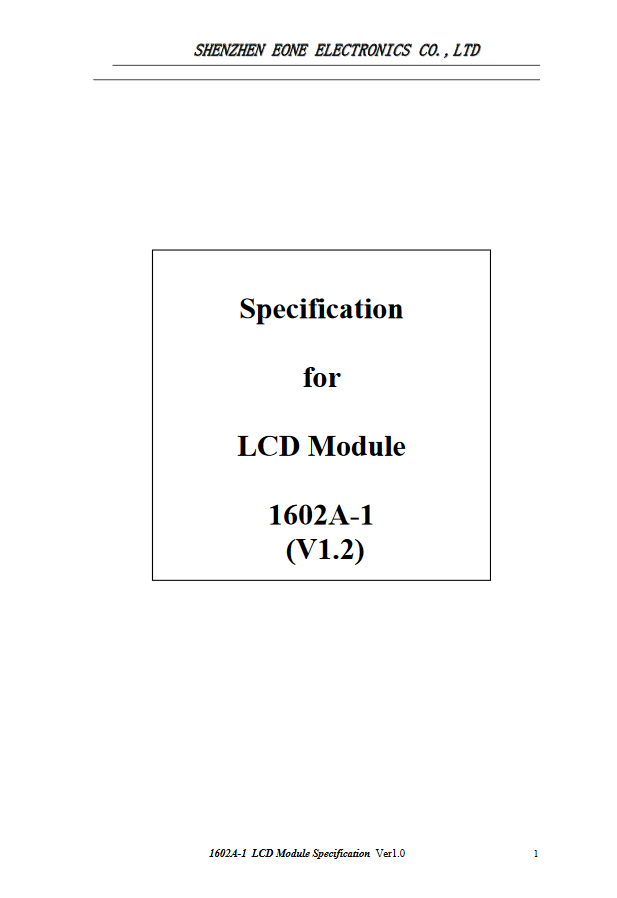 SHENZHEN EONE ELECTRONICS CO.,LTD
Specification
for
LCD Module
1602A-1
(V1.2)
1602A-1 LCD Module Specification Ver1.0 1